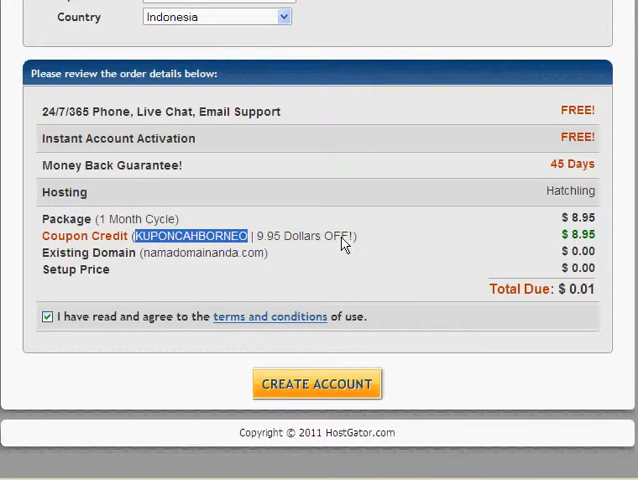 Country Indonesia
Please review the order details below:
24/7/365 Phone, Live Chat, Email Support FREE!
Instant Account Activation FREE!
Money Back Guarantee! 45 Days
Hosting Hatchling
Package (1 Month Cycle) $ 8.95
Coupon Credit (KUPONCAHBORNEO | 9.95 Dollars OFF!) $ 8.95
Existing Domain (namadomainanda.com) $ 0.00
Setup Price $ 0.00
Total Due: $ 0.01
I have read and agree to the terms and conditions of use.
CREATE ACCOUNT
Copyright © 2011 HostGator.com